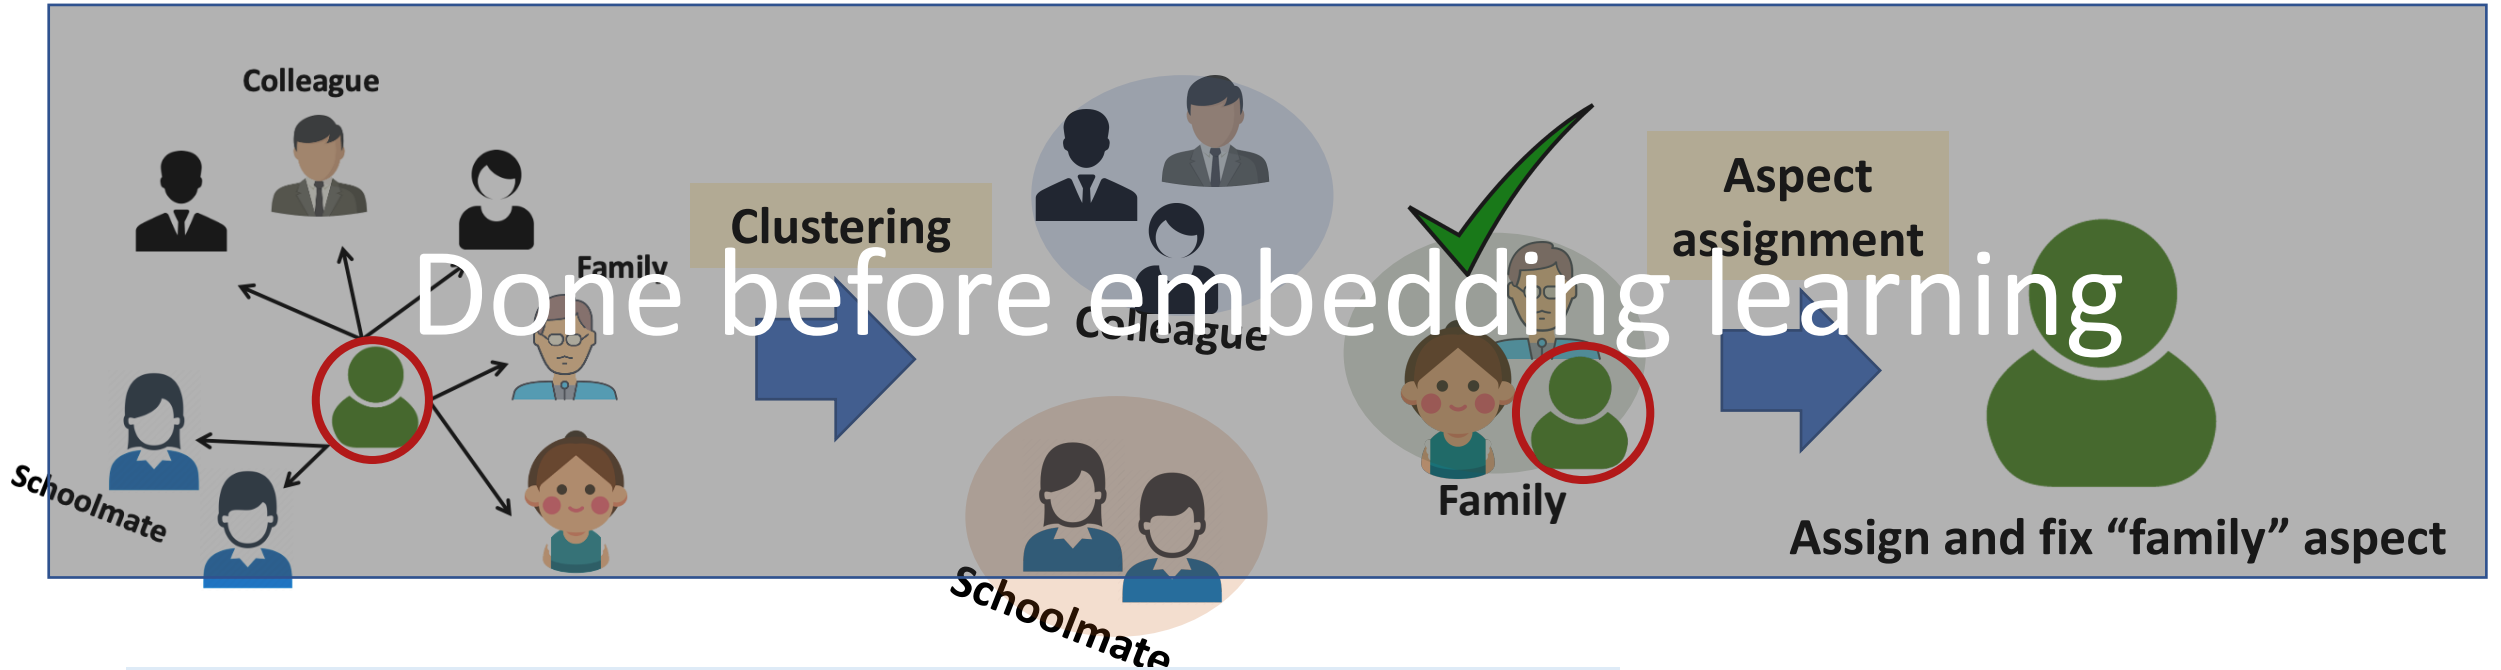 Colleague
Family
Schoolmate
Clustering
Colleague
Family
Schoolmate
Aspect
assignment
Assign and fix “family” aspect
Done before embedding learning